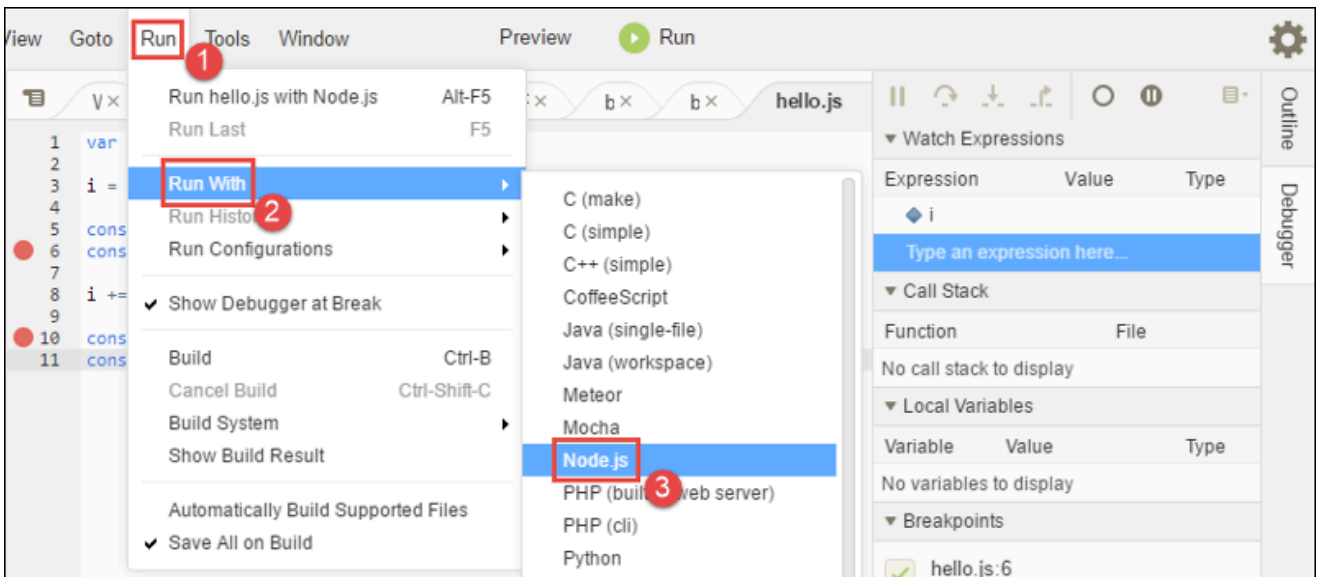 View Goto Run Tools Window Preview Run
1
V × × b × b × hello.js
Run hello.js with Node.js Alt-F5
Run Last F5
Run With
2
Run Histo
Run Configurations
Show Debugger at Break
Build Ctrl-B
Cancel Build Ctrl-Shift-C
Build System
Show Build Result
Automatically Build Supported Files
Save All on Build
C (make)
C (simple)
C++ (simple)
CoffeeScript
Java (single-file)
Java (workspace)
Meteor
Mocha
Node.js
3
PHP (buil web server)
PHP (cli)
Python
1 var
2
3 i =
4
5 cons
6 cons
7
8 i +=
9
10 cons
11 cons
Watch Expressions
Expression Value Type
i
Type an expression here...
Call Stack
Function File
No call stack to display
Local Variables
Variable Value Type
No variables to display
Breakpoints
hello.js:6
Outline
Debugger